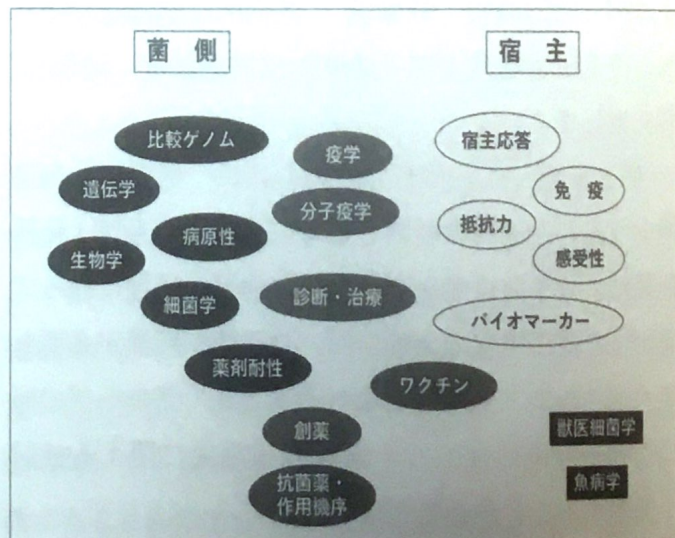 菌 側
宿 主
比較ゲノム
疫学
宿主応答
遺伝学
免 疫
分子疫学
病原性
抵抗力
生物学
感受性
細菌学
診断・治療
バイオマーカー
薬剤耐性
ワクチン
創薬
獣医細菌学
抗菌薬・
作用機序
魚病学